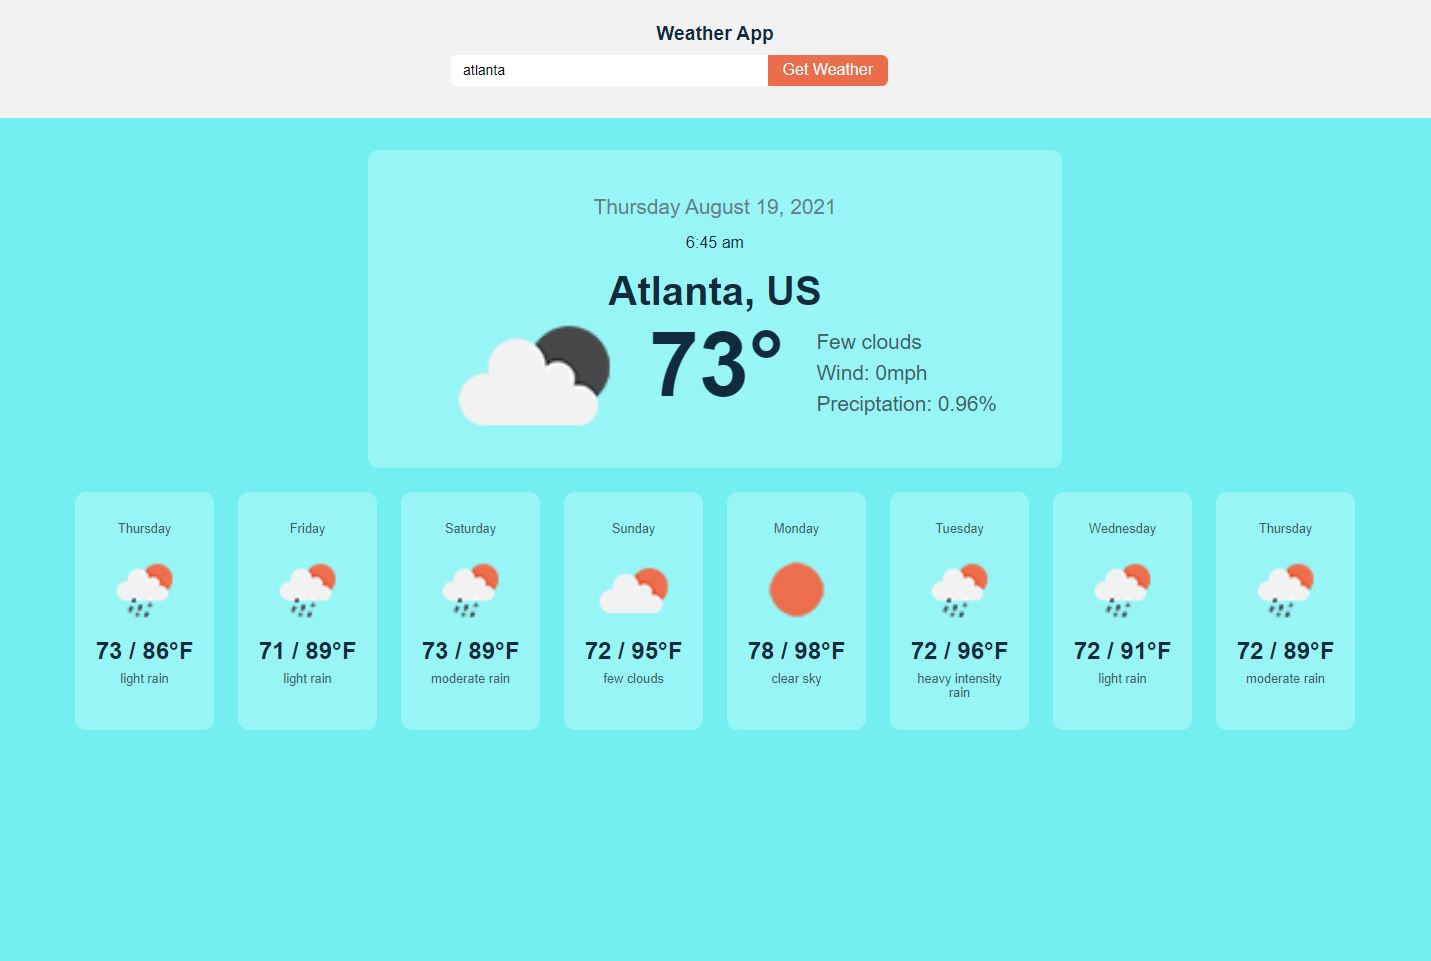 Weather App
atlanta
Get Weather
Thursday August 19, 2021
6:45 am
Atlanta, US
73°
Few clouds
Wind: 0mph
Preciptation: 0.96%
Thursday
73 / 86°F
light rain
Friday
71 / 89°F
light rain
Saturday
73 / 89°F
moderate rain
Sunday
72 / 95°F
few clouds
Monday
78 / 98°F
clear sky
Tuesday
72 / 96°F
heavy intensity
rain
Wednesday
72 / 91°F
light rain
Thursday
72 / 89°F
moderate rain